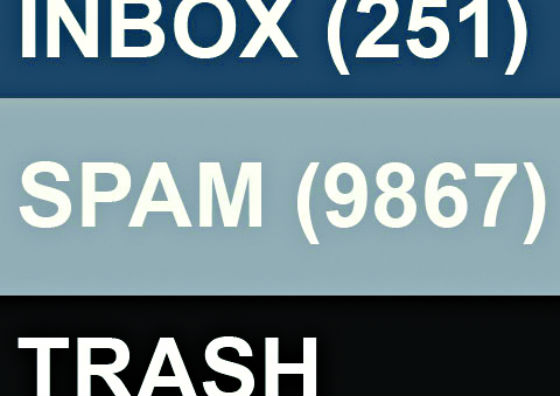 INBOX (251)
SPAM (9867)
TRASH